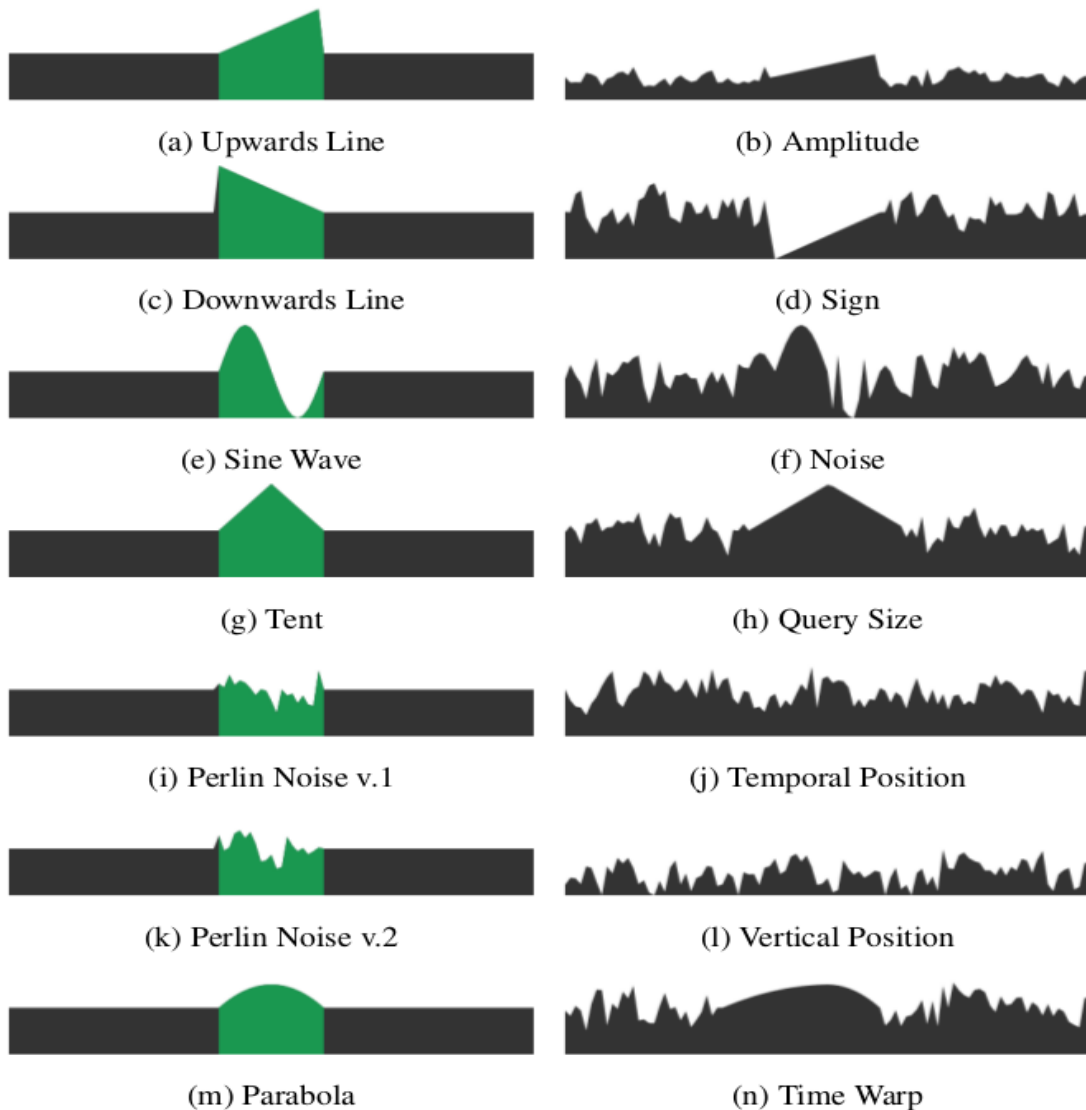 (a) Upwards Line
(b) Amplitude
(c) Downwards Line
(d) Sign
(e) Sine Wave
(f) Noise
(g) Tent
(h) Query Size
(i) Perlin Noise v.1
(j) Temporal Position
(k) Perlin Noise v.2
(l) Vertical Position
(m) Parabola
(n) Time Warp